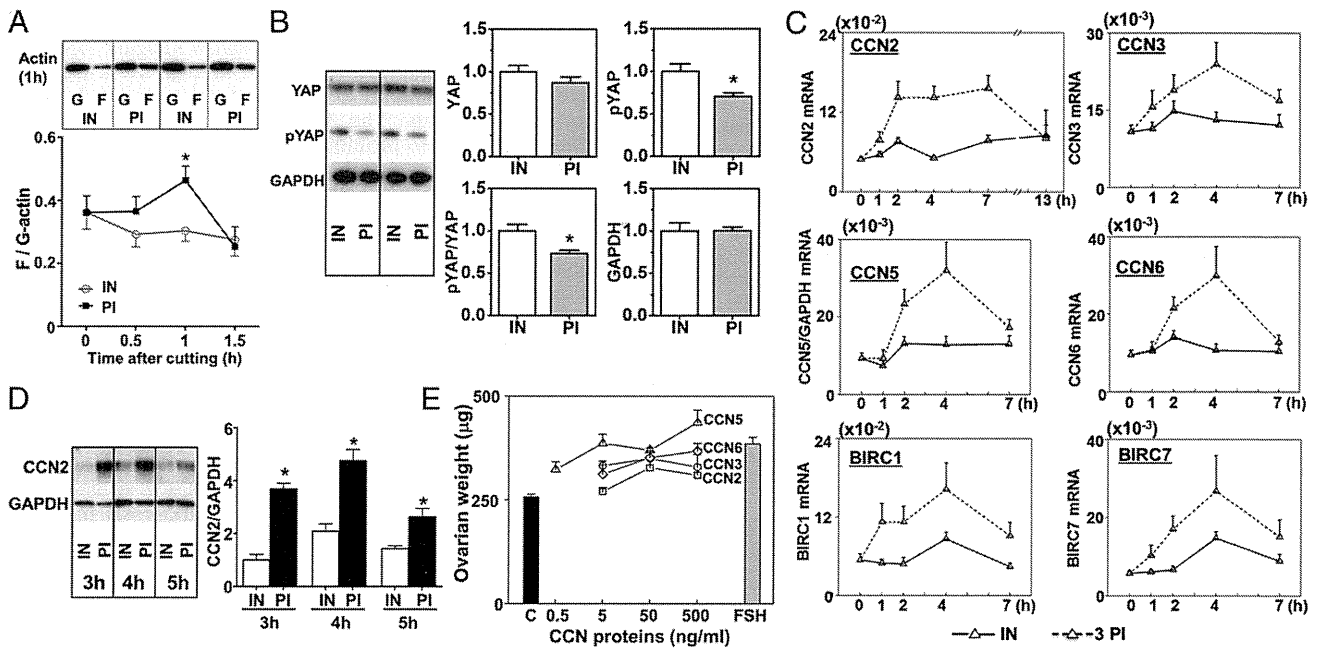 A
Actin
(1h)
G F G F G F G F
IN PI IN PI
F / G-actin
0.6
0.4
0.2
0
*
IN
PI
0 0.5 1 1.5
Time after cutting (h)
B
YAP
pYAP
GAPDH
IN PI IN PI
YAP
1.5
1.0
0.5
0.0
IN PI
pYAP
1.5
1.0
0.5
0.0
*
IN PI
pYAP/YAP
1.5
1.0
0.5
0.0
*
IN PI
GAPDH
1.5
1.0
0.5
0.0
IN PI
C
(x10-2)
CCN2
CCN2 mRNA
24
12
0
0 1 2 4 7 13 (h)
(x10-3)
CCN3
CCN3 mRNA
30
15
0
0 1 2 4 7 (h)
(x10-3)
CCN5
CCN5/GAPDH mRNA
40
20
0
0 1 2 4 7 (h)
(x10-3)
CCN6
CCN6 mRNA
40
20
0
0 1 2 4 7 (h)
(x10-2)
BIRC1
BIRC1 mRNA
24
12
0
0 1 2 4 7 (h)
(x10-3)
BIRC7
BIRC7 mRNA
40
20
0
0 1 2 4 7 (h)
IN 3 PI
D
CCN2
GAPDH
IN PI IN PI IN PI
3h 4h 5h
CCN2/GAPDH
6
4
2
0
* * *
IN PI IN PI IN PI
3h 4h 5h
E
Ovarian weight (µg)
500
250
0
CCN5
CCN6
CCN3
CCN2
C 0.5 5 50 500 FSH
CCN proteins (ng/ml)